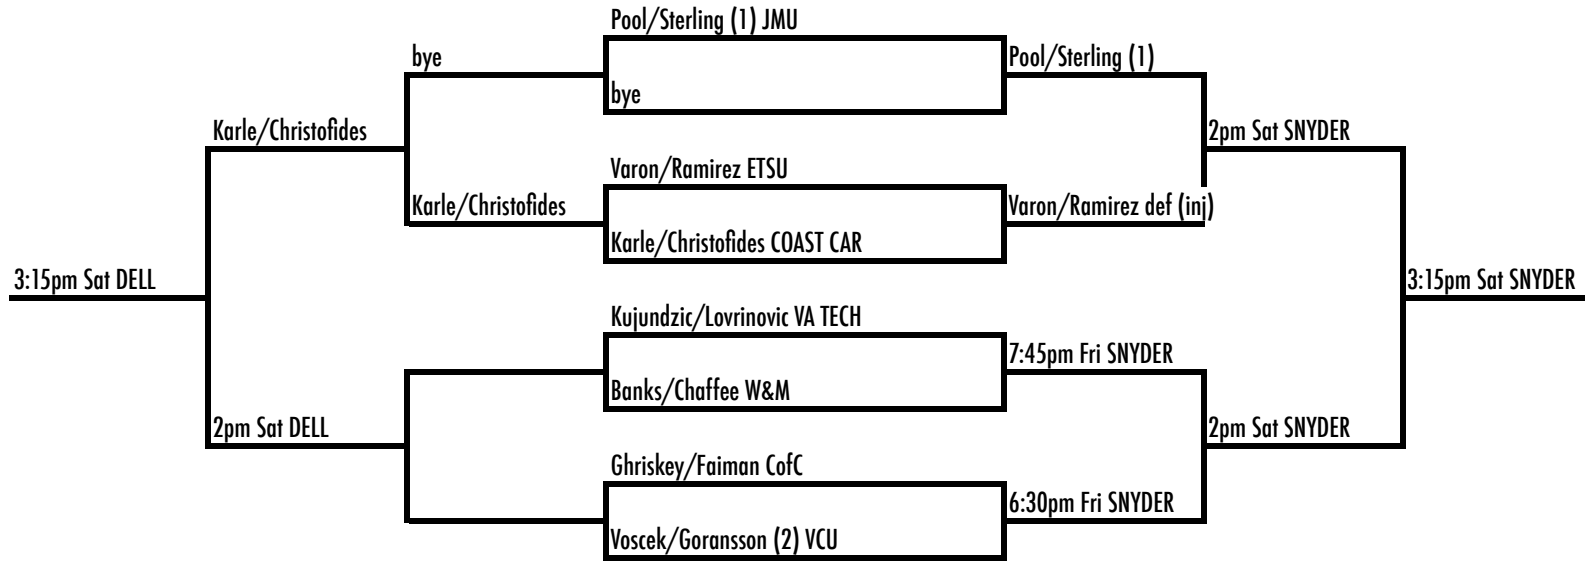 Pool/Sterling (1) JMU
bye
Pool/Sterling (1)
bye
Karle/Christofides
2pm Sat SNYDER
Varon/Ramirez ETSU
Karle/Christofides
Varon/Ramirez def (inj)
Karle/Christofides COAST CAR
3:15pm Sat DELL
3:15pm Sat SNYDER
Kujundzic/Lovrinovic VA TECH
7:45pm Fri SNYDER
Banks/Chaffee W&M
2pm Sat DELL
2pm Sat SNYDER
Ghriskey/Faiman CofC
6:30pm Fri SNYDER
Voscek/Goransson (2) VCU